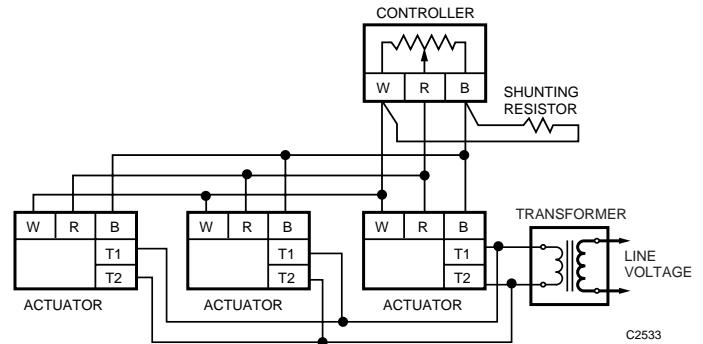 CONTROLLER
W R B
SHUNTING
RESISTOR
W R B
T1
T2
ACTUATOR
W R B
T1
T2
ACTUATOR
W R B
T1
T2
ACTUATOR
TRANSFORMER
LINE
VOLTAGE
C2533